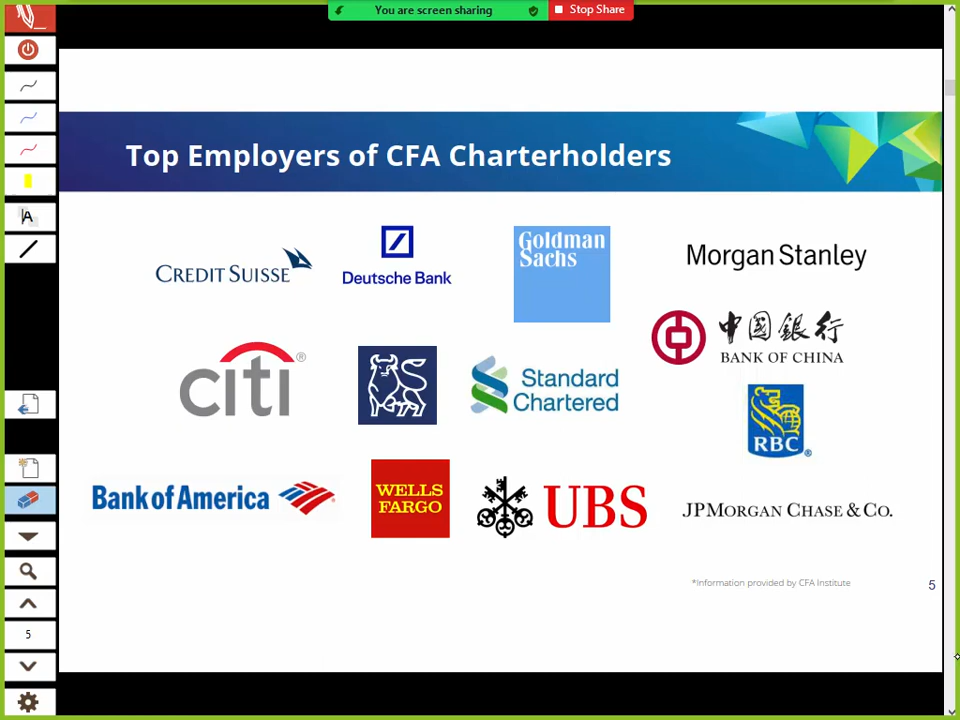 You are screen sharing
Stop Share
Top Employers of CFA Charterholders
CREDIT SUISSE
Deutsche Bank
Goldman
Sachs
Morgan Stanley
中国銀行
BANK OF CHINA
citi®
Standard
Chartered
RBC®
Bank of America
WELLS
FARGO
UBS
JPMORGAN CHASE & CO.
*Information provided by CFA Institute
5
A
5